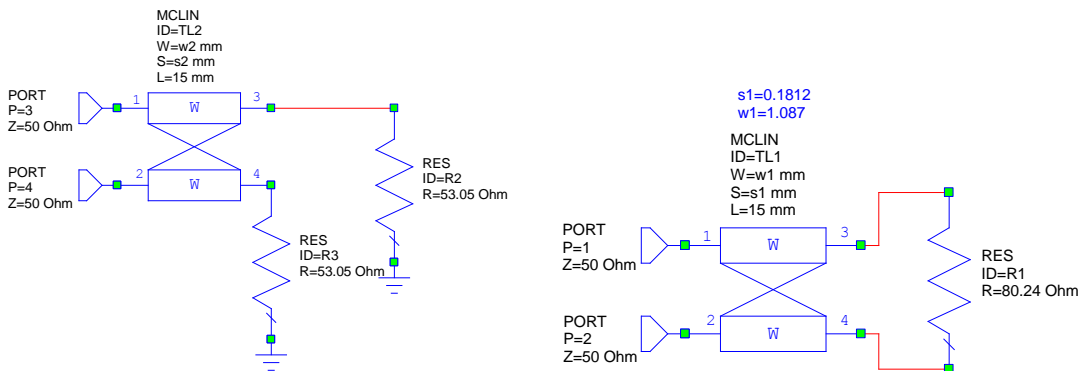 MCLIN
ID=TL2
W=w2 mm
S=s2 mm
L=15 mm
PORT
P=3
Z=50 Ohm
1
W
3
PORT
P=4
Z=50 Ohm
2
W
4
RES
ID=R2
R=53.05 Ohm
RES
ID=R3
R=53.05 Ohm
s1=0.1812
w1=1.087
MCLIN
ID=TL1
W=w1 mm
S=s1 mm
L=15 mm
PORT
P=1
Z=50 Ohm
1
W
3
PORT
P=2
Z=50 Ohm
2
W
4
RES
ID=R1
R=80.24 Ohm